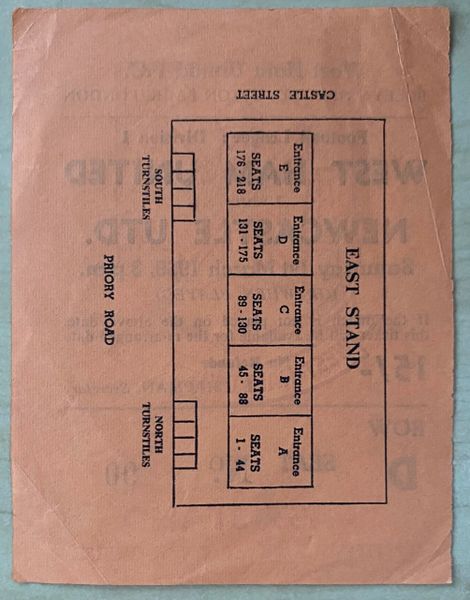 EAST STAND
CASTLE STREET
Entrance
E
SEATS
176 - 218
Entrance
D
SEATS
131 - 175
Entrance
C
SEATS
89 - 130
Entrance
B
SEATS
45 - 88
Entrance
A
SEATS
1 - 44
SOUTH
TURNSTILES
NORTH
TURNSTILES
PRIORY ROAD